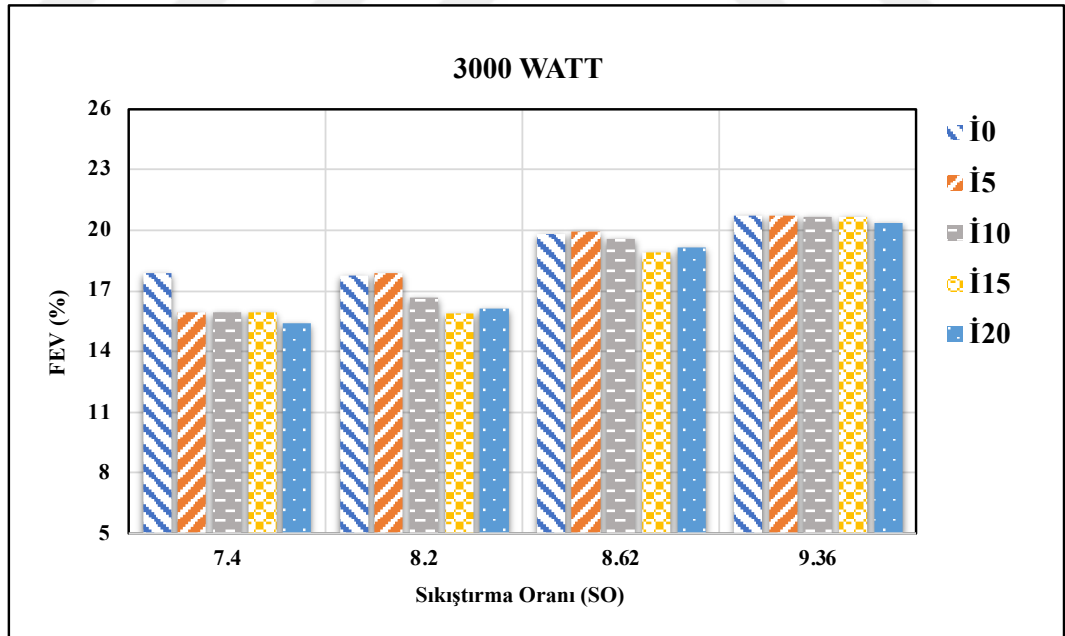 3000 WATT
26
23
20
17
14
11
8
5
FEV (%)
7.4
8.2
8.62
9.36
Sıkıştırma Oranı (SO)
İ0
İ5
İ10
İ15
İ20